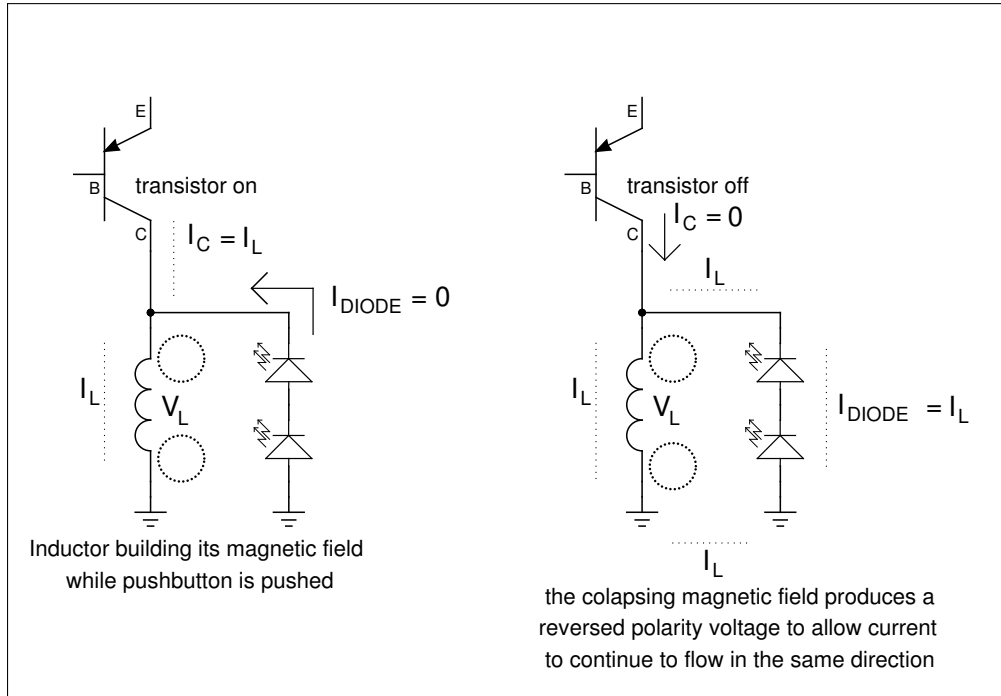 E
B
transistor on
C
I_C = I_L
I_DIODE = 0
I_L
V_L
Inductor building its magnetic field
while pushbutton is pushed
E
B
transistor off
C
I_C = 0
I_L
I_L
V_L
I_DIODE = I_L
I_L
the colapsing magnetic field produces a
reversed polarity voltage to allow current
to continue to flow in the same direction